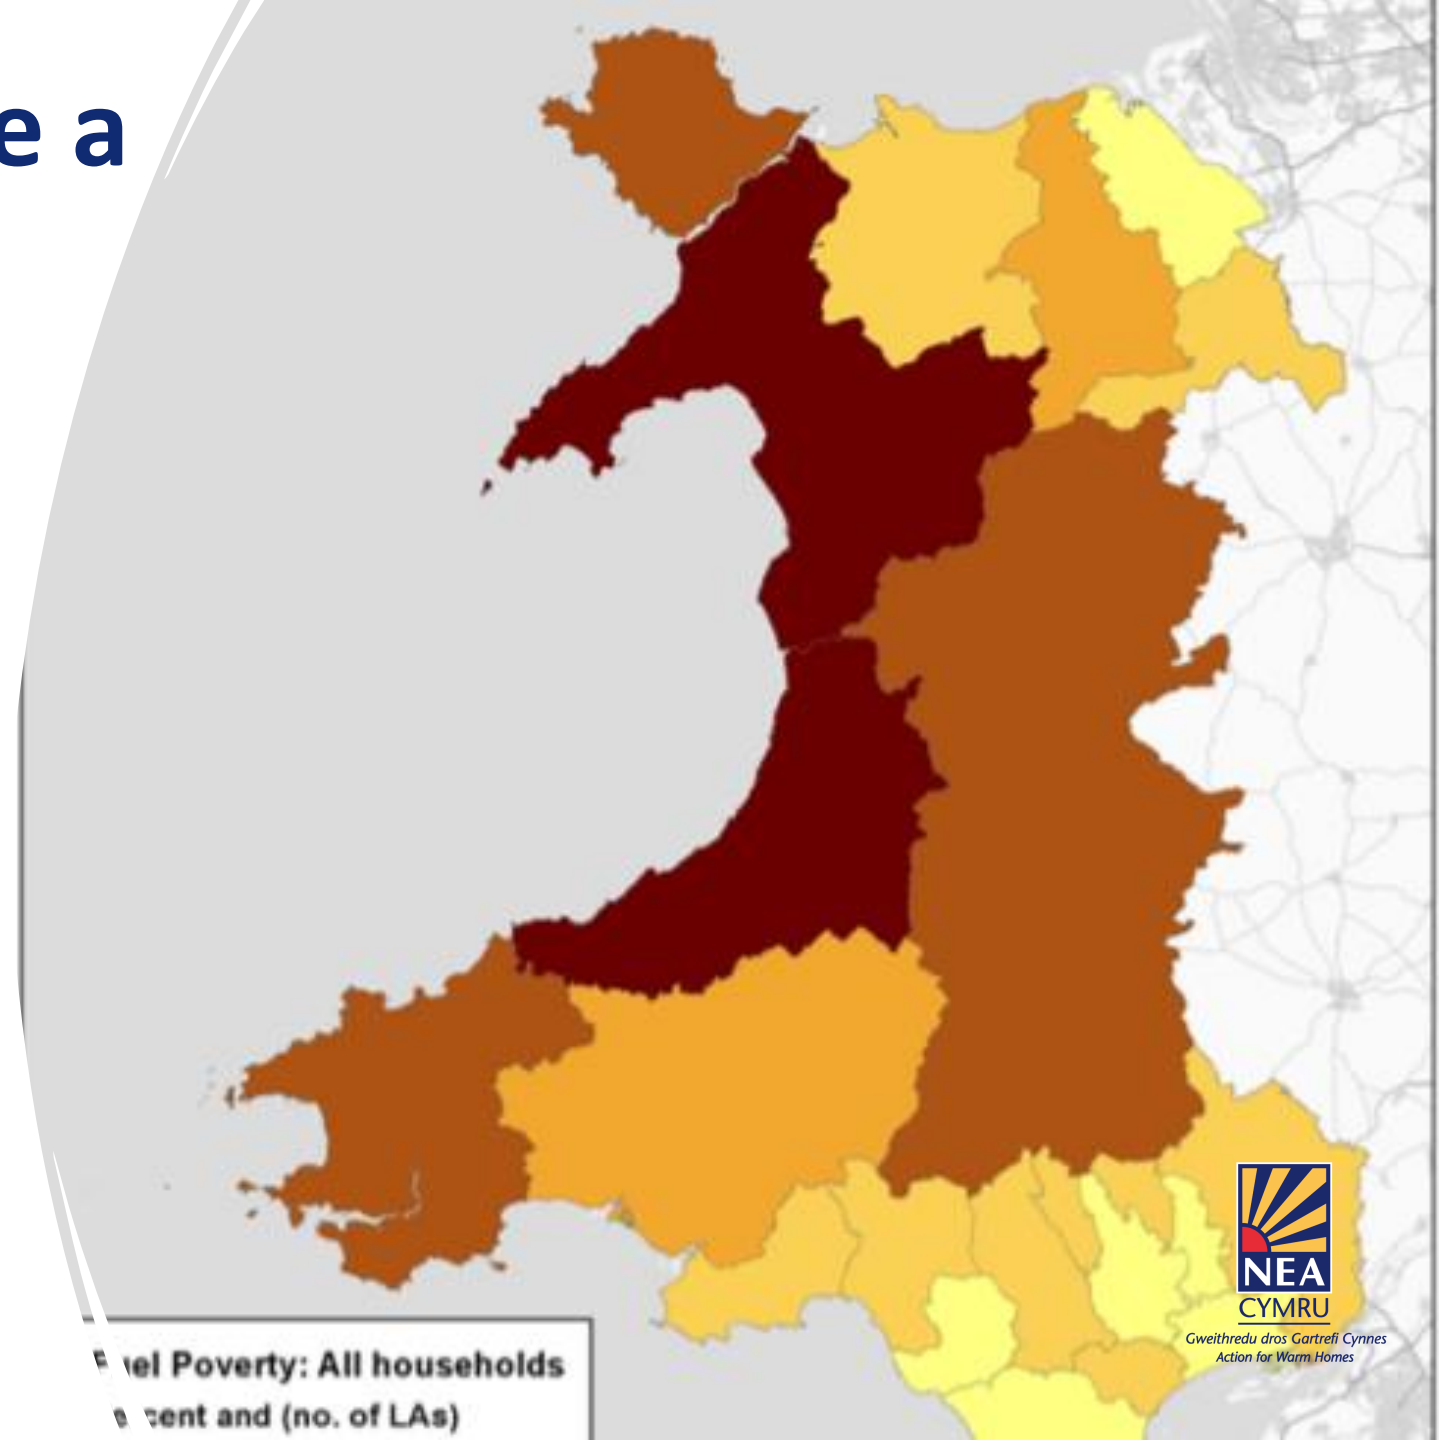 e a
NEA
CYMRU
Gweithredu dros Gartrefi Cynnes
Action for Warm Homes
Poverty: All households
and (no. of LAs)